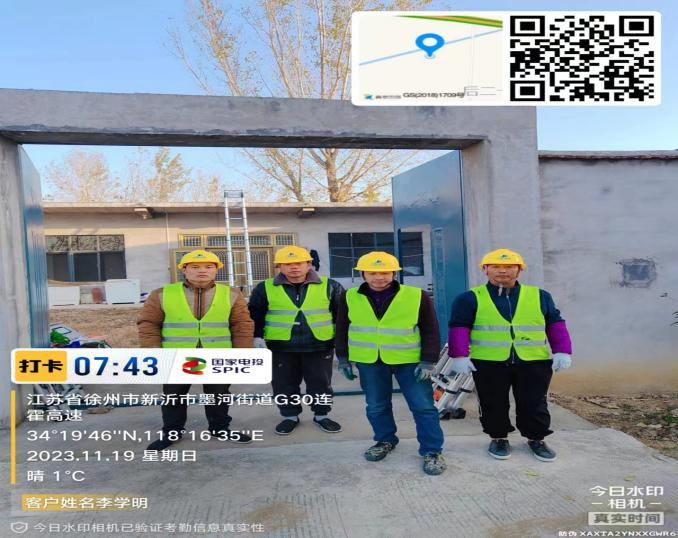 GS(2018)1709号
后二
打卡 07:43 国家电投
SPIC
江苏省徐州市新沂市墨河街道G30连
霍高速
34°19'46"N,118°16'35"E
2023.11.19 星期日
晴 1°C
客户姓名李学明
今日水印相机已验证考勤信息真实性
今日水印
相机
真实时间
防伪 XAXTA2YNXXGWR6